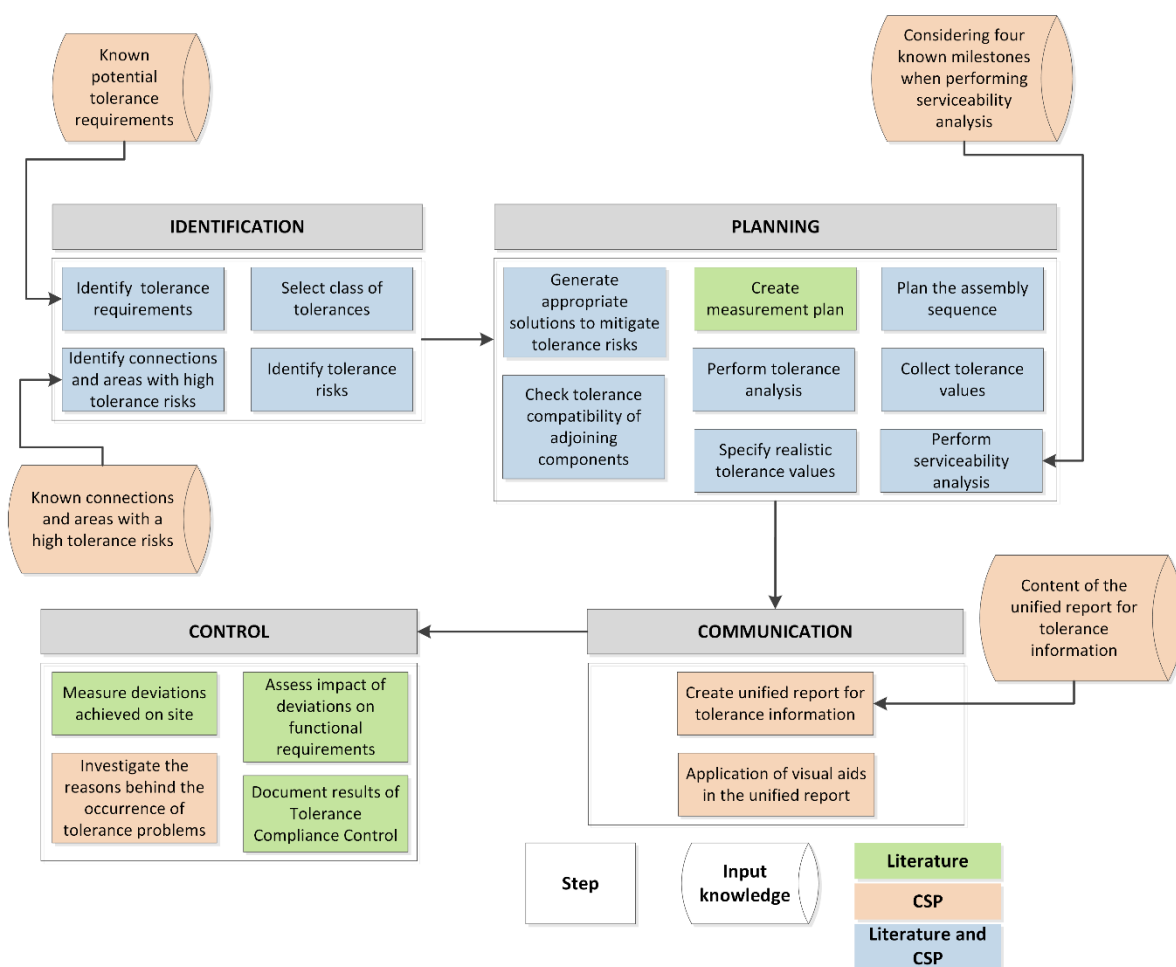 Known
potential
tolerance
requirements
Considering four
known milestones
when performing
serviceability
analysis
IDENTIFICATION
Identify tolerance
requirements
Select class of
tolerances
Identify connections
and areas with high
tolerance risks
Identify tolerance
risks
PLANNING
Generate
appropriate
solutions to mitigate
tolerance risks
Create
measurement plan
Plan the assembly
sequence
Check tolerance
compatibility of
adjoining
components
Perform tolerance
analysis
Collect tolerance
values
Specify realistic
tolerance values
Perform
serviceability
analysis
Known connections
and areas with a
high tolerance risks
Content of the
unified report for
tolerance
information
CONTROL
Measure deviations
achieved on site
Assess impact of
deviations on
functional
requirements
Investigate the
reasons behind the
occurrence of
tolerance problems
Document results of
Tolerance
Compliance Control
COMMUNICATION
Create unified report for
tolerance information
Application of visual aids
in the unified report
Step
Input
knowledge
Literature
CSP
Literature and
CSP